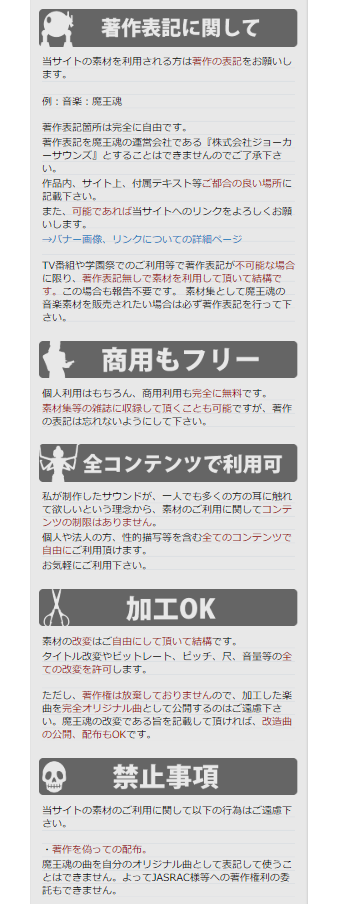 著作表記に関して
当サイトの素材を利用される方は著作の表記をお願いし
ます。
例：音楽：魔王魂
著作表記箇所は完全に自由です。
著作表記を魔王魂の運営会社である『株式会社ジョーカ
ーサウンズ』とすることはできませんのでご了承下さ
い。
作品内、サイト上、付属テキスト等ご都合の良い場所に
記載下さい。
また、可能であれば当サイトへのリンクをよろしくお願
いします。
→バナー画像、リンクについての詳細ページ
TV番組や学園祭でのご利用等で著作表記が不可能な場合
に限り、著作表記無しで素材を利用して頂いて結構で
す。この場合も報告不要です。 素材集として魔王魂の
音楽素材を販売されたい場合は必ず著作表記を行って下
さい。
商用もフリー
個人利用はもちろん、商用利用も完全に無料です。
素材集等の雑誌に収録して頂くことも可能ですが、著作
の表記は忘れないようにして下さい。
全コンテンツで利用可
私が制作したサウンドが、一人でも多くの方の耳に触れ
て欲しいという理念から、素材のご利用に関してコンテ
ンツの制限はありません。
個人や法人の方、性的描写等を含む全てのコンテンツで
自由にご利用頂けます。
お気軽にご利用下さい。
加工OK
素材の改変はご自由にして頂いて結構です。
タイトル改変やビットレート、ピッチ、尺、音量等の全
ての改変を許可します。
ただし、著作権は放棄しておりませんので、加工した楽
曲を完全オリジナル曲として公開するのはご遠慮下さ
い。魔王魂の改変である旨を記載して頂ければ、改造曲
の公開、配布もOKです。
禁止事項
当サイトの素材のご利用に関して以下の行為はご遠慮下
さい。
・著作を偽っての配布。
魔王魂の曲を自分のオリジナル曲として表記して使うこ
とはできません。よってJASRAC様等への著作権利の委
託もできません。